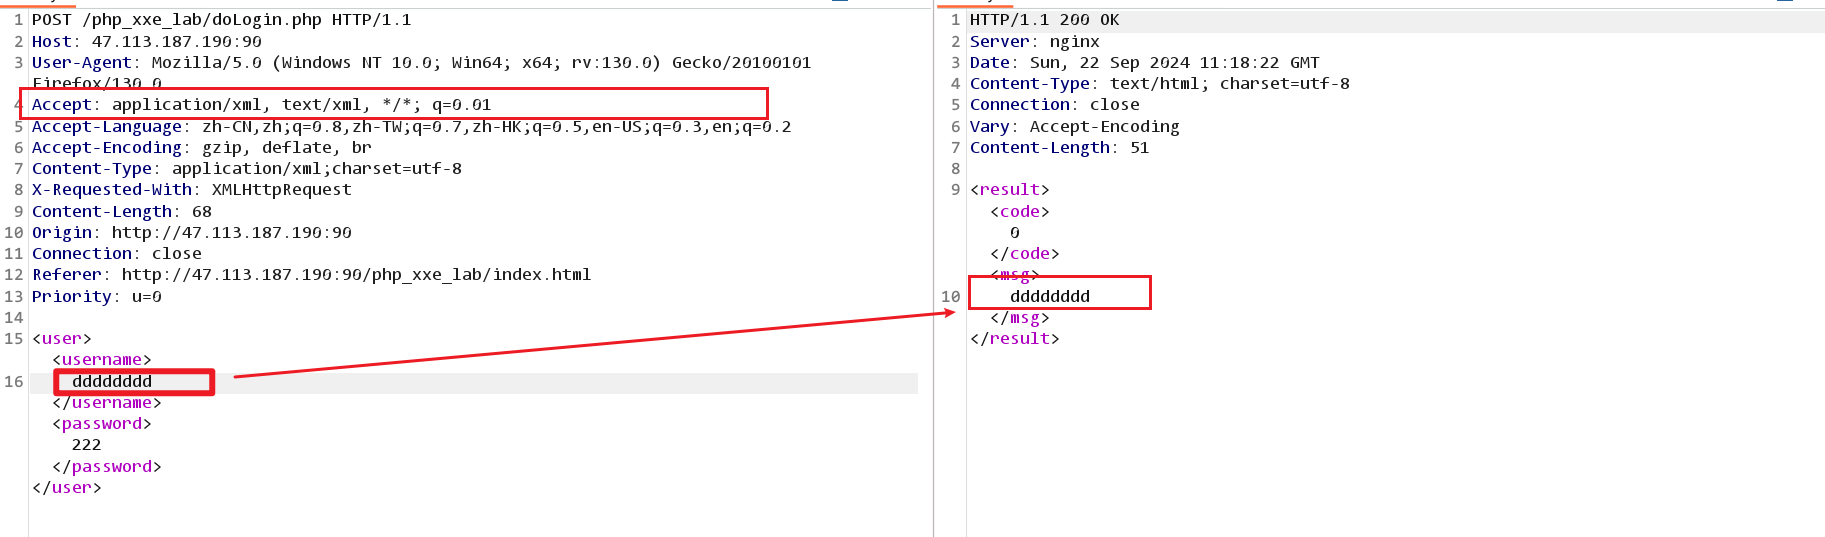 1 POST /php_xxe_lab/doLogin.php HTTP/1.1
2 Host: 47.113.187.190:90
3 User-Agent: Mozilla/5.0 (Windows NT 10.0; Win64; x64; rv:130.0) Gecko/20100101
Firefox/130.0
4 Accept: application/xml, text/xml, */*; q=0.01
5 Accept-Language: zh-CN,zh;q=0.8,zh-TW;q=0.7,zh-HK;q=0.5,en-US;q=0.3,en;q=0.2
6 Accept-Encoding: gzip, deflate, br
7 Content-Type: application/xml;charset=utf-8
8 X-Requested-With: XMLHttpRequest
9 Content-Length: 68
10 Origin: http://47.113.187.190:90
11 Connection: close
12 Referer: http://47.113.187.190:90/php_xxe_lab/index.html
13 Priority: u=0
14
15 <user>
<username>
16 dddddddd
</username>
<password>
222
</password>
</user>
1 HTTP/1.1 200 OK
2 Server: nginx
3 Date: Sun, 22 Sep 2024 11:18:22 GMT
4 Content-Type: text/html; charset=utf-8
5 Connection: close
6 Vary: Accept-Encoding
7 Content-Length: 51
8
9 <result>
<code>
0
</code>
<msg>
10 dddddddd
</msg>
</result>